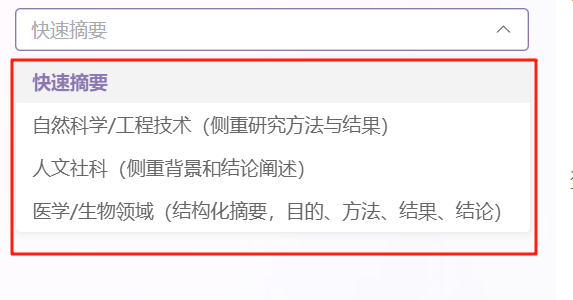 快速摘要
快速摘要
自然科学/工程技术（侧重研究方法与结果）
人文社科（侧重背景和结论阐述）
医学/生物领域（结构化摘要，目的、方法、结果、结论）